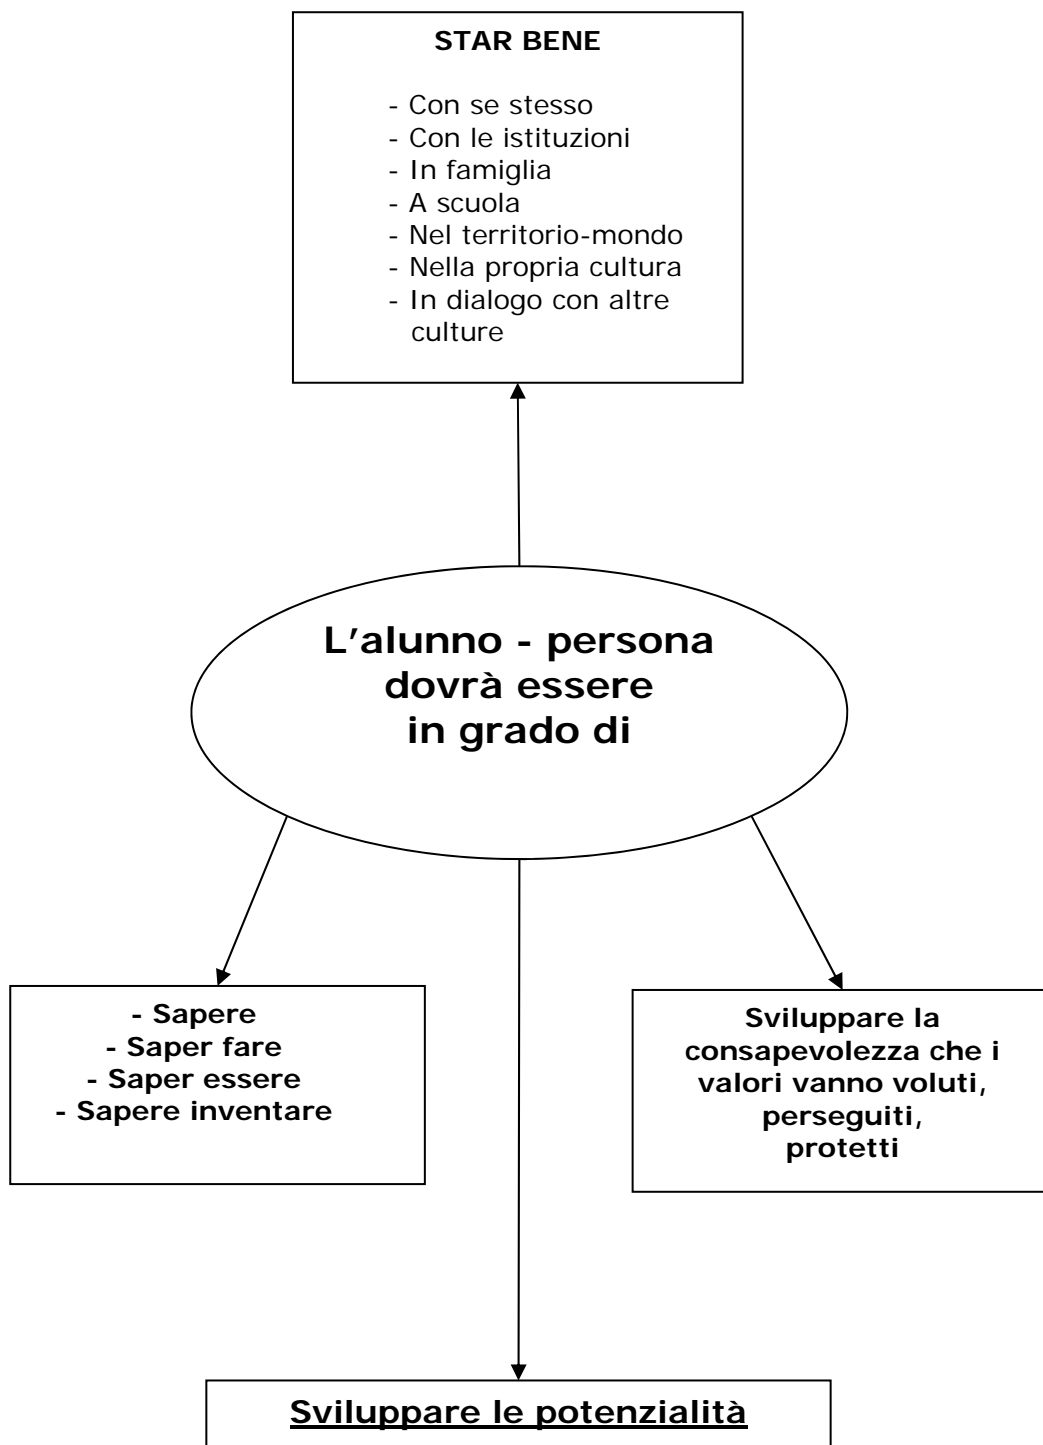 STAR BENE
- Con se stesso
- Con le istituzioni
- In famiglia
- A scuola
- Nel territorio-mondo
- Nella propria cultura
- In dialogo con altre
culture
L’alunno - persona
dovrà essere
in grado di
- Sapere
- Saper fare
- Saper essere
- Sapere inventare
Sviluppare la
consapevolezza che i
valori vanno voluti,
perseguiti,
protetti
Sviluppare le potenzialità